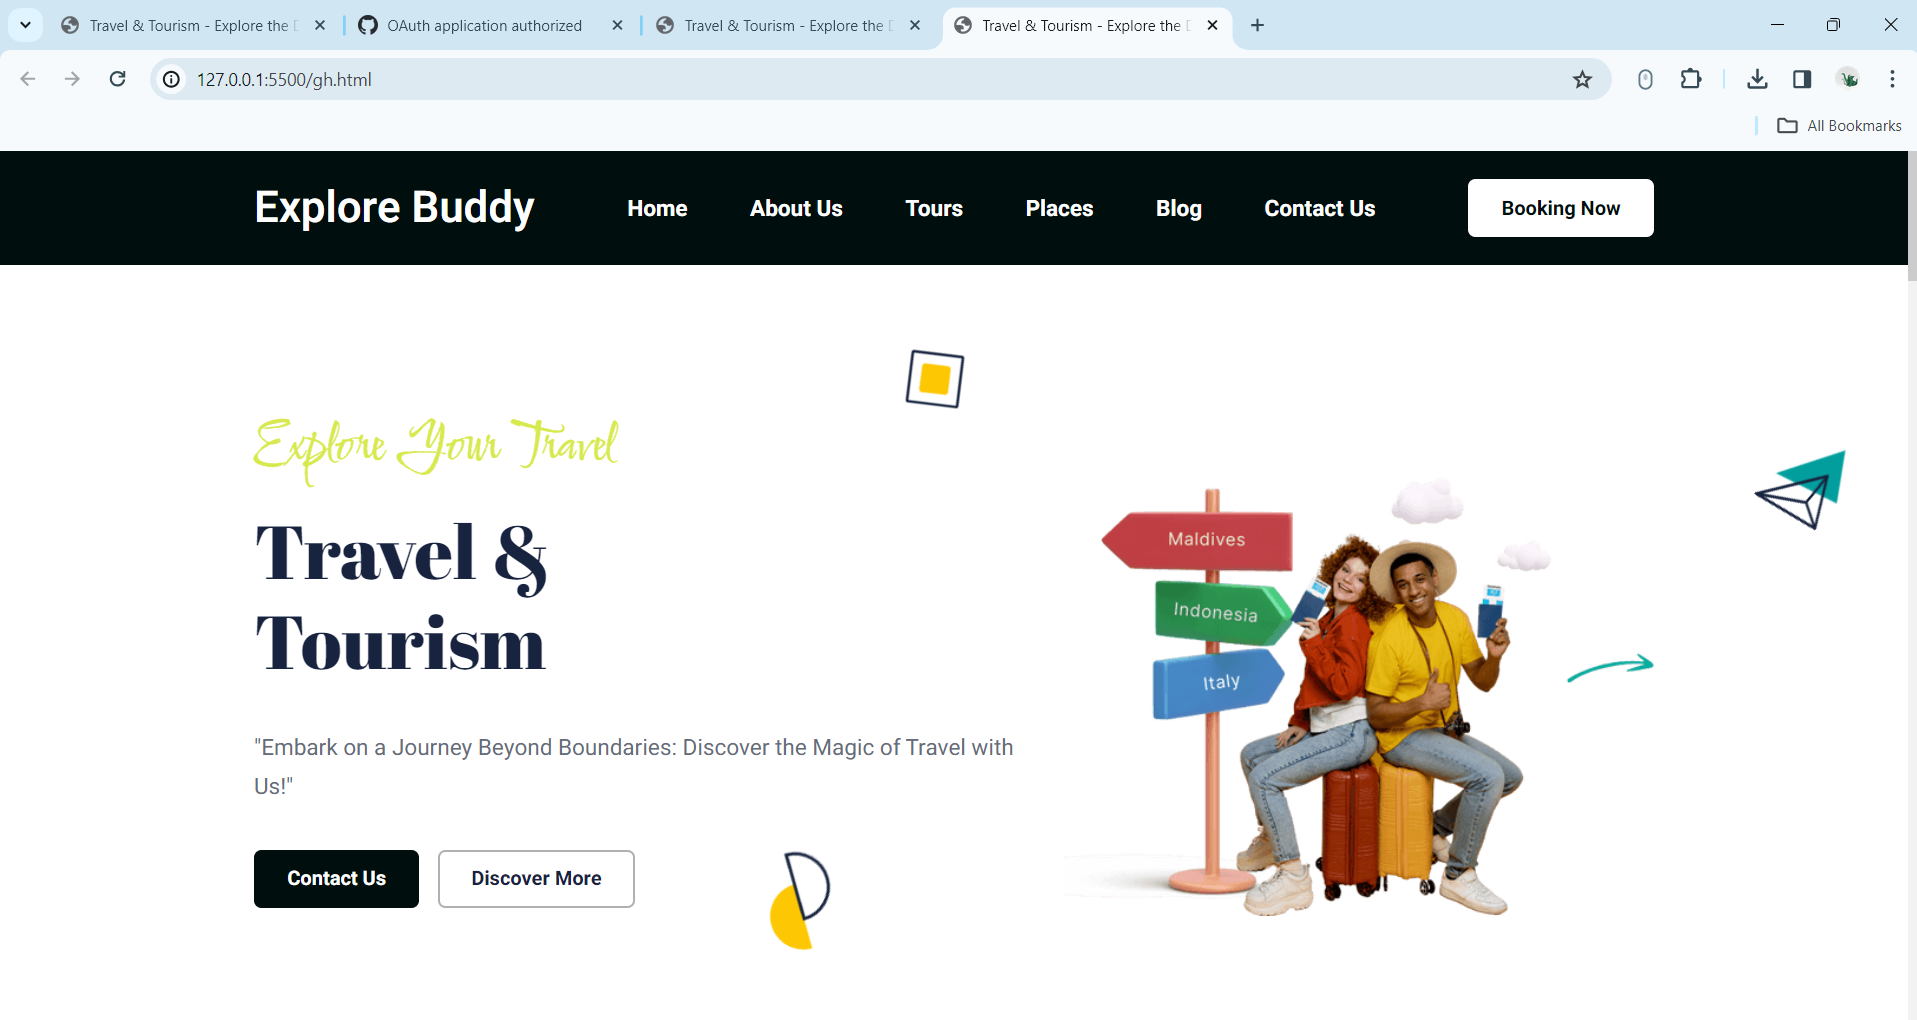 Travel & Tourism - Explore the
OAuth application authorized
Travel & Tourism - Explore the
Travel & Tourism - Explore the
127.0.0.1:5500/gh.html
All Bookmarks
Explore Buddy
Home
About Us
Tours
Places
Blog
Contact Us
Booking Now
Explore Your Travel
Travel &
Tourism
"Embark on a Journey Beyond Boundaries: Discover the Magic of Travel with
Us!"
Contact Us
Discover More
Maldives
Indonesia
Italy